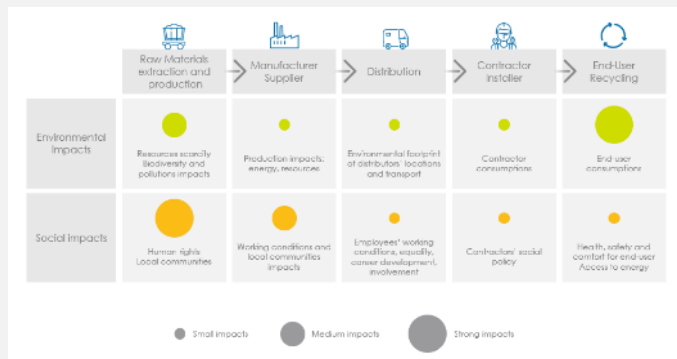 Raw Materials
extraction and
production
Manufacturer
Supplier
Distribution
Contractor
Installer
End-User
Recycling
Environmental
Impacts
Resources scarcity
Biodiversity and
pollutions impacts
Production impacts:
energy, resources
Environmental footprint
of distributors' locations
and transport
Contractor
consumptions
End-user
consumptions
Social impacts
Human rights
Local communities
Working conditions and
local communities
impacts
Employees' working
conditions, equality,
career development,
involvement
Contractors' social
policy
Health, safety and
comfort for end-user
Access to energy
Small impacts
Medium impacts
Strong impacts